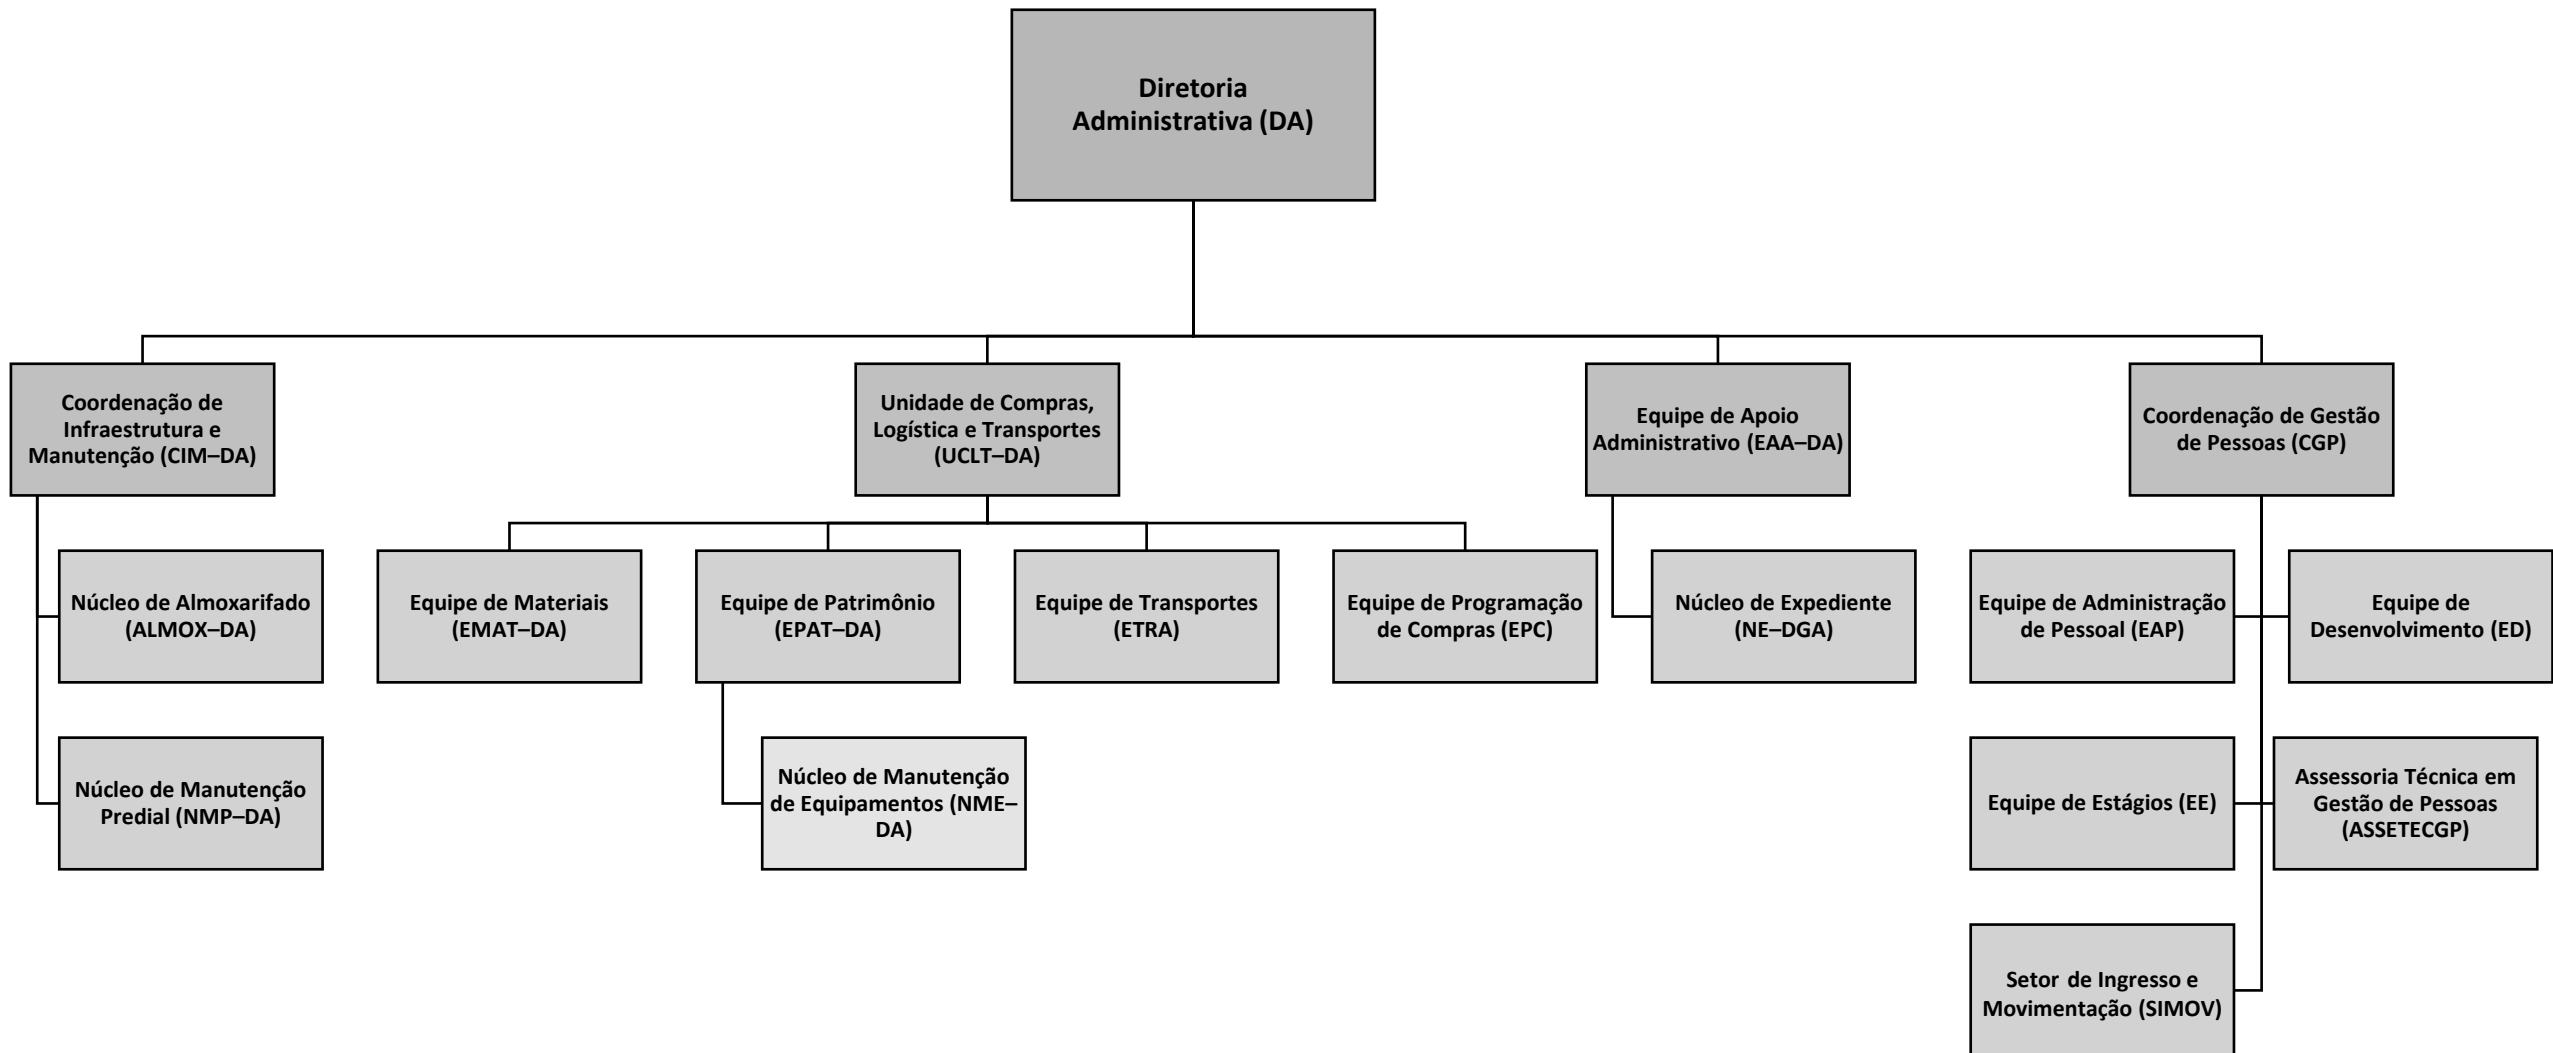 Diretoria
Administrativa (DA)
Coordenação de
Infraestrutura e
Manutenção (CIM–DA)
Unidade de Compras,
Logística e Transportes
(UCLT–DA)
Equipe de Apoio
Administrativo (EAA–DA)
Coordenação de Gestão
de Pessoas (CGP)
Núcleo de Almoxarifado
(ALMOX–DA)
Equipe de Materiais
(EMAT–DA)
Equipe de Patrimônio
(EPAT–DA)
Equipe de Transportes
(ETRA)
Equipe de Programação
de Compras (EPC)
Núcleo de Expediente
(NE–DGA)
Equipe de Administração
de Pessoal (EAP)
Equipe de
Desenvolvimento (ED)
Núcleo de Manutenção
Predial (NMP–DA)
Núcleo de Manutenção
de Equipamentos (NME–
DA)
Equipe de Estágios (EE)
Assessoria Técnica em
Gestão de Pessoas
(ASSETECGP)
Setor de Ingresso e
Movimentação (SIMOV)